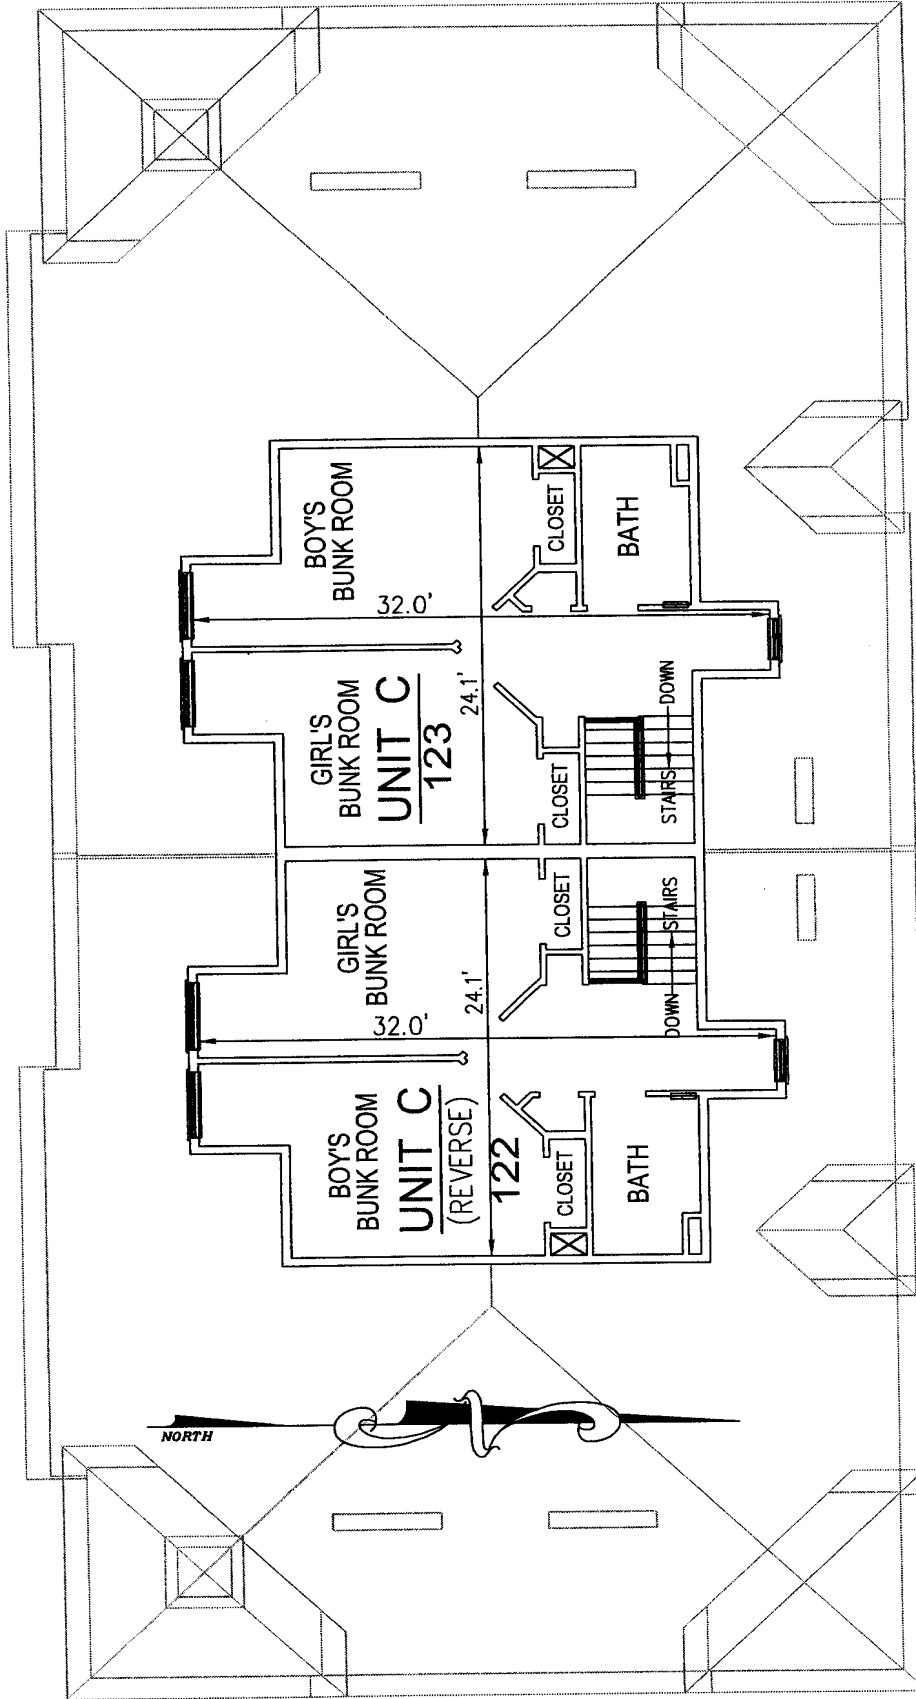 BOY'S
BUNK ROOM
CLOSET
BATH
32.0'
GIRL'S
BUNK ROOM
UNIT C
123
24.1'
DOWN
STAIRS
CLOSET
GIRL'S
BUNK ROOM
CLOSET
STAIRS
DOWN
24.1'
32.0'
BOY'S
BUNK ROOM
UNIT C
(REVERSE)
122
CLOSET
BATH
NORTH